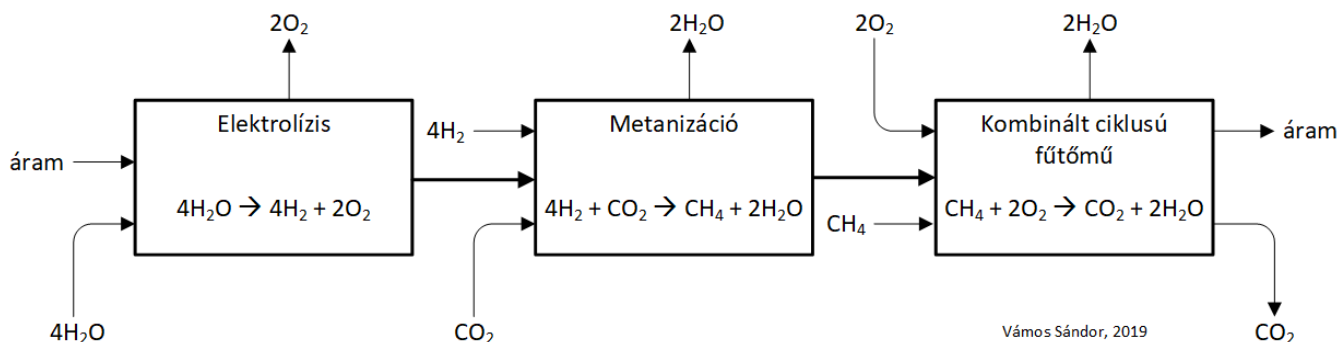 2O₂
2H₂O
2O₂
2H₂O
Elektrolízis
áram
4H₂O → 4H₂ + 2O₂
4H₂O
Metanizáció
4H₂
4H₂ + CO₂ → CH₄ + 2H₂O
CO₂
Kombinált ciklusú
fűtőmű
áram
CH₄ + 2O₂ → CO₂ + 2H₂O
CH₄
CO₂
Vámos Sándor, 2019